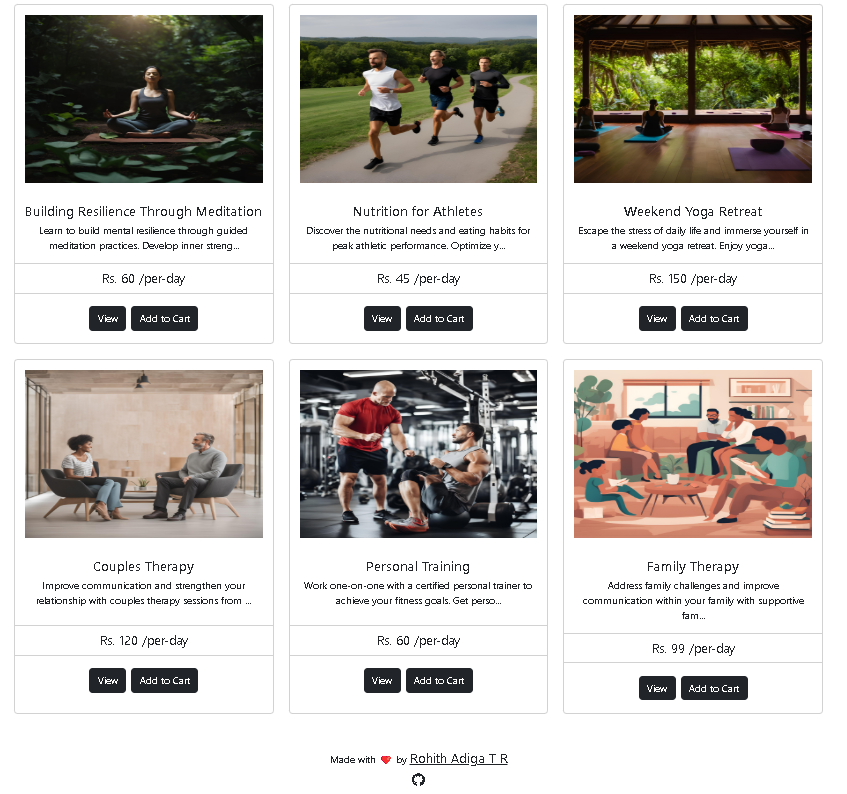 Building Resilience Through Meditation
Learn to build mental resilience through guided
meditation practices. Develop inner streng...
Rs. 60 /per-day
View
Add to Cart
Nutrition for Athletes
Discover the nutritional needs and eating habits for
peak athletic performance. Optimize y...
Rs. 45 /per-day
View
Add to Cart
Weekend Yoga Retreat
Escape the stress of daily life and immerse yourself in
a weekend yoga retreat. Enjoy yoga...
Rs. 150 /per-day
View
Add to Cart
Couples Therapy
Improve communication and strengthen your
relationship with couples therapy sessions from ...
Rs. 120 /per-day
View
Add to Cart
Personal Training
Work one-on-one with a certified personal trainer to
achieve your fitness goals. Get perso...
Rs. 60 /per-day
View
Add to Cart
Family Therapy
Address family challenges and improve
communication within your family with supportive
fam...
Rs. 99 /per-day
View
Add to Cart
Made with ❤ by Rohith Adiga T R